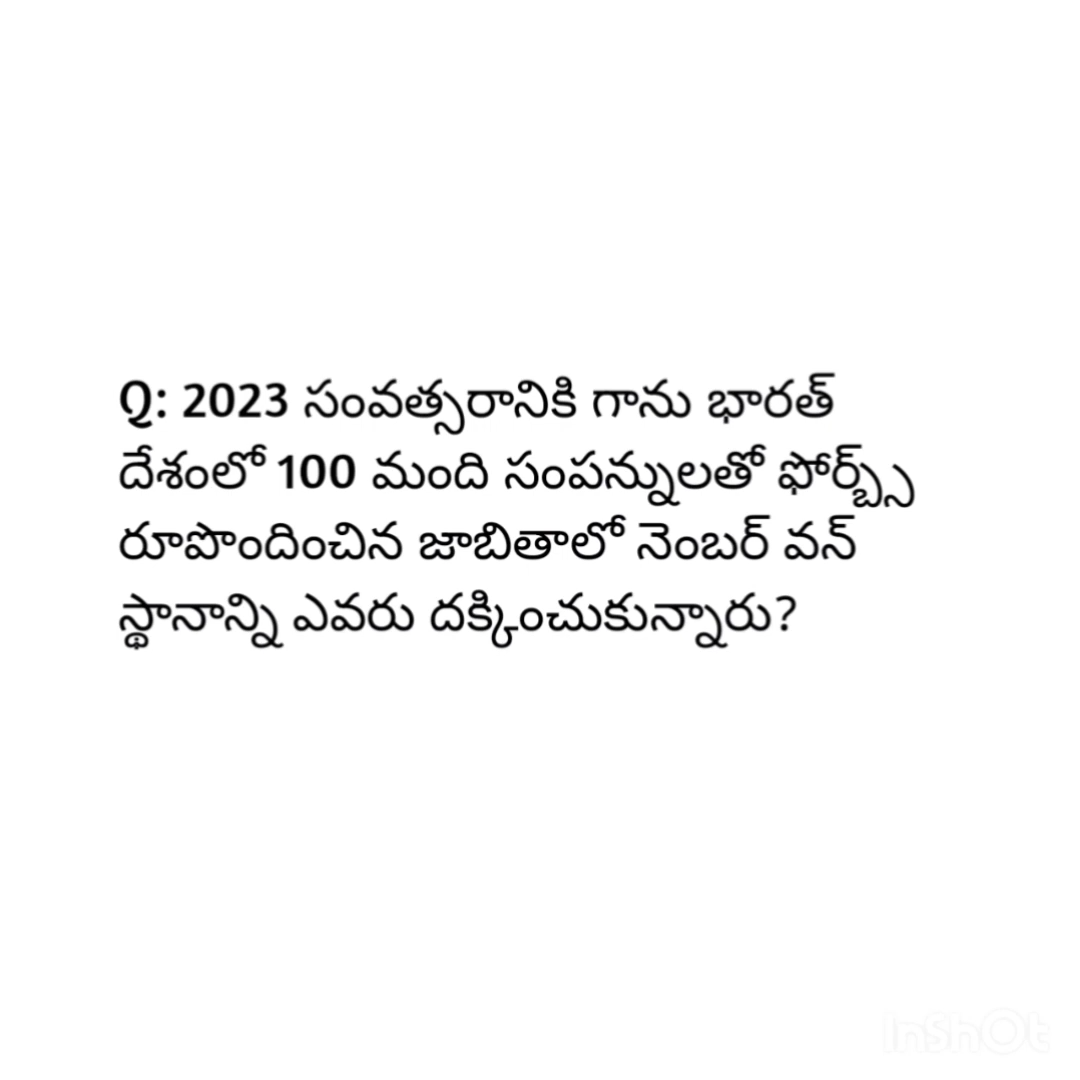 Q: 2023 సంవత్సరానికి గాను భారత్
దేశంలో 100 మంది సంపన్నులతో ఫోర్బ్స్
రూపొందించిన జాబితాలో నెంబర్ వన్
స్థానాన్ని ఎవరు దక్కించుకున్నారు?
InShOt